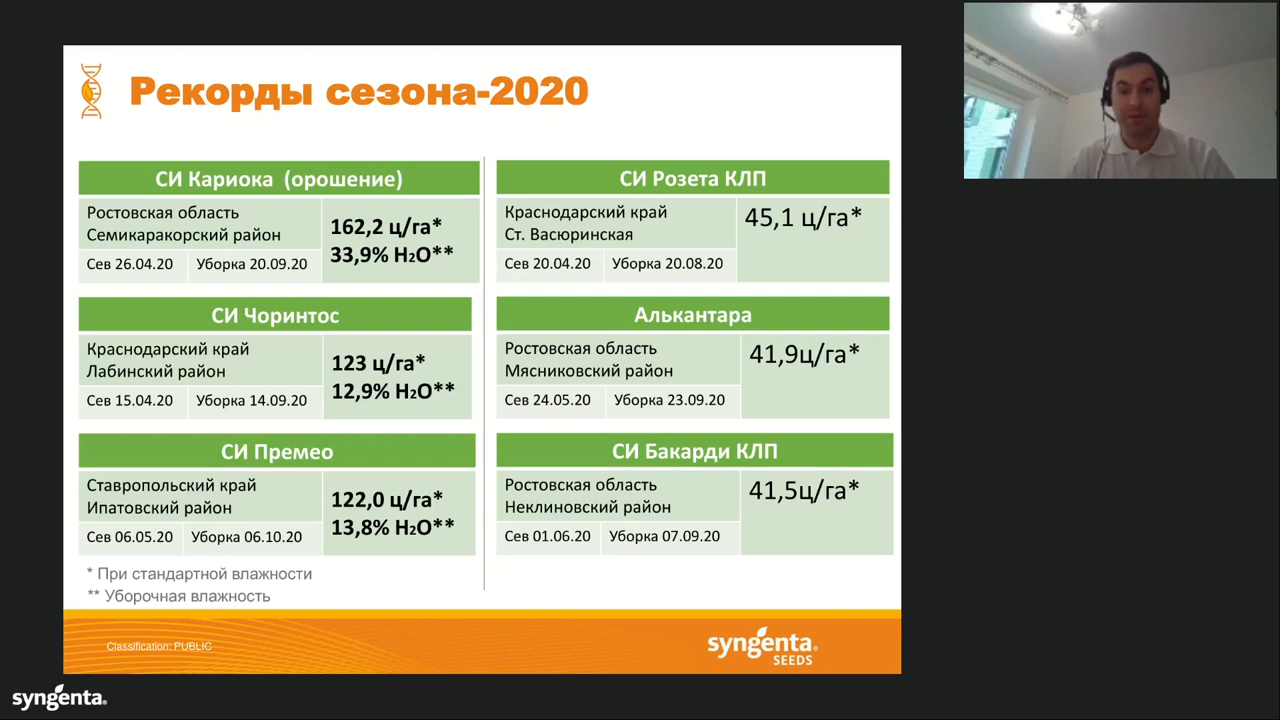 Рекорды сезона-2020
СИ Кариока (орошение)
Ростовская область
Семикаракорский район
162,2 ц/га*
33,9% H₂O**
Сев 26.04.20
Уборка 20.09.20
СИ Чоринтос
Краснодарский край
Лабинский район
123 ц/га*
12,9% H₂O**
Сев 15.04.20
Уборка 14.09.20
СИ Премео
Ставропольский край
Ипатовский район
122,0 ц/га*
13,8% H₂O**
Сев 06.05.20
Уборка 06.10.20
* При стандартной влажности
** Уборочная влажность
СИ Розета КЛП
Краснодарский край
Ст. Васюринская
45,1 ц/га*
Сев 20.04.20
Уборка 20.08.20
Алькантара
Ростовская область
Мясниковский район
41,9ц/га*
Сев 24.05.20
Уборка 23.09.20
СИ Бакарди КЛП
Ростовская область
Неклиновский район
41,5ц/га*
Сев 01.06.20
Уборка 07.09.20
Classification: PUBLIC
syngenta.
SEEDS
syngenta.